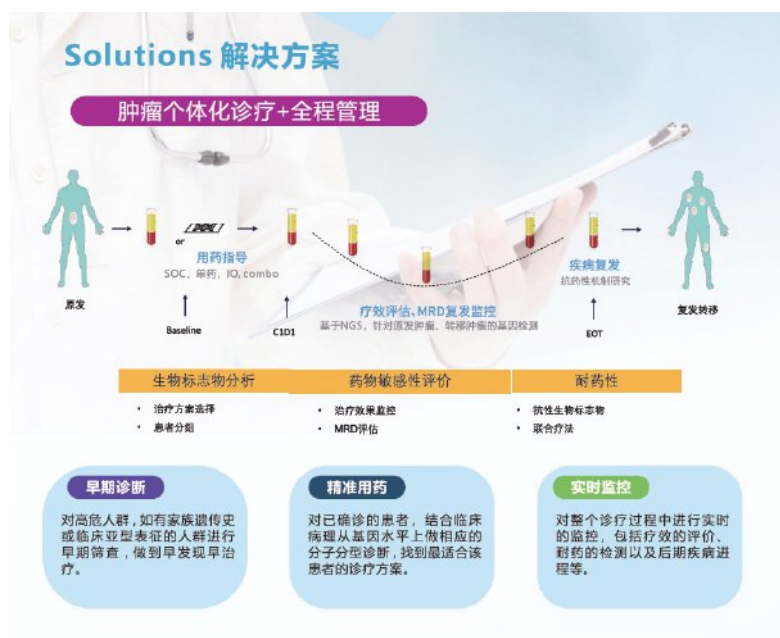 Solutions 解决方案
肿瘤个体化诊疗+全程管理
or
用药指导
SOC, 单药, IO, combo
疾病复发
抗药性机制研究
原发
Baseline
C1D1
疗效评估、MRD复发监控
基于NGS, 针对原发肿瘤、转移肿瘤的基因检测
EOT
复发转移
生物标志物分析
药物敏感性评价
耐药性
• 治疗方案选择
• 患者分组
• 治疗效果监控
• MRD评估
• 抗性生物标志物
• 联合疗法
早期诊断
对高危人群,如有家族遗传史
或临床亚型表征的人群进行
早期筛查,做到早发现早治
疗。
精准用药
对已确诊的患者,结合临床
病理从基因水平上做相应的
分子分型诊断,找到最适合该
患者的诊疗方案。
实时监控
对整个诊疗过程中进行实时
的监控,包括疗效的评价、
耐药的检测以及后期疾病进
程等。